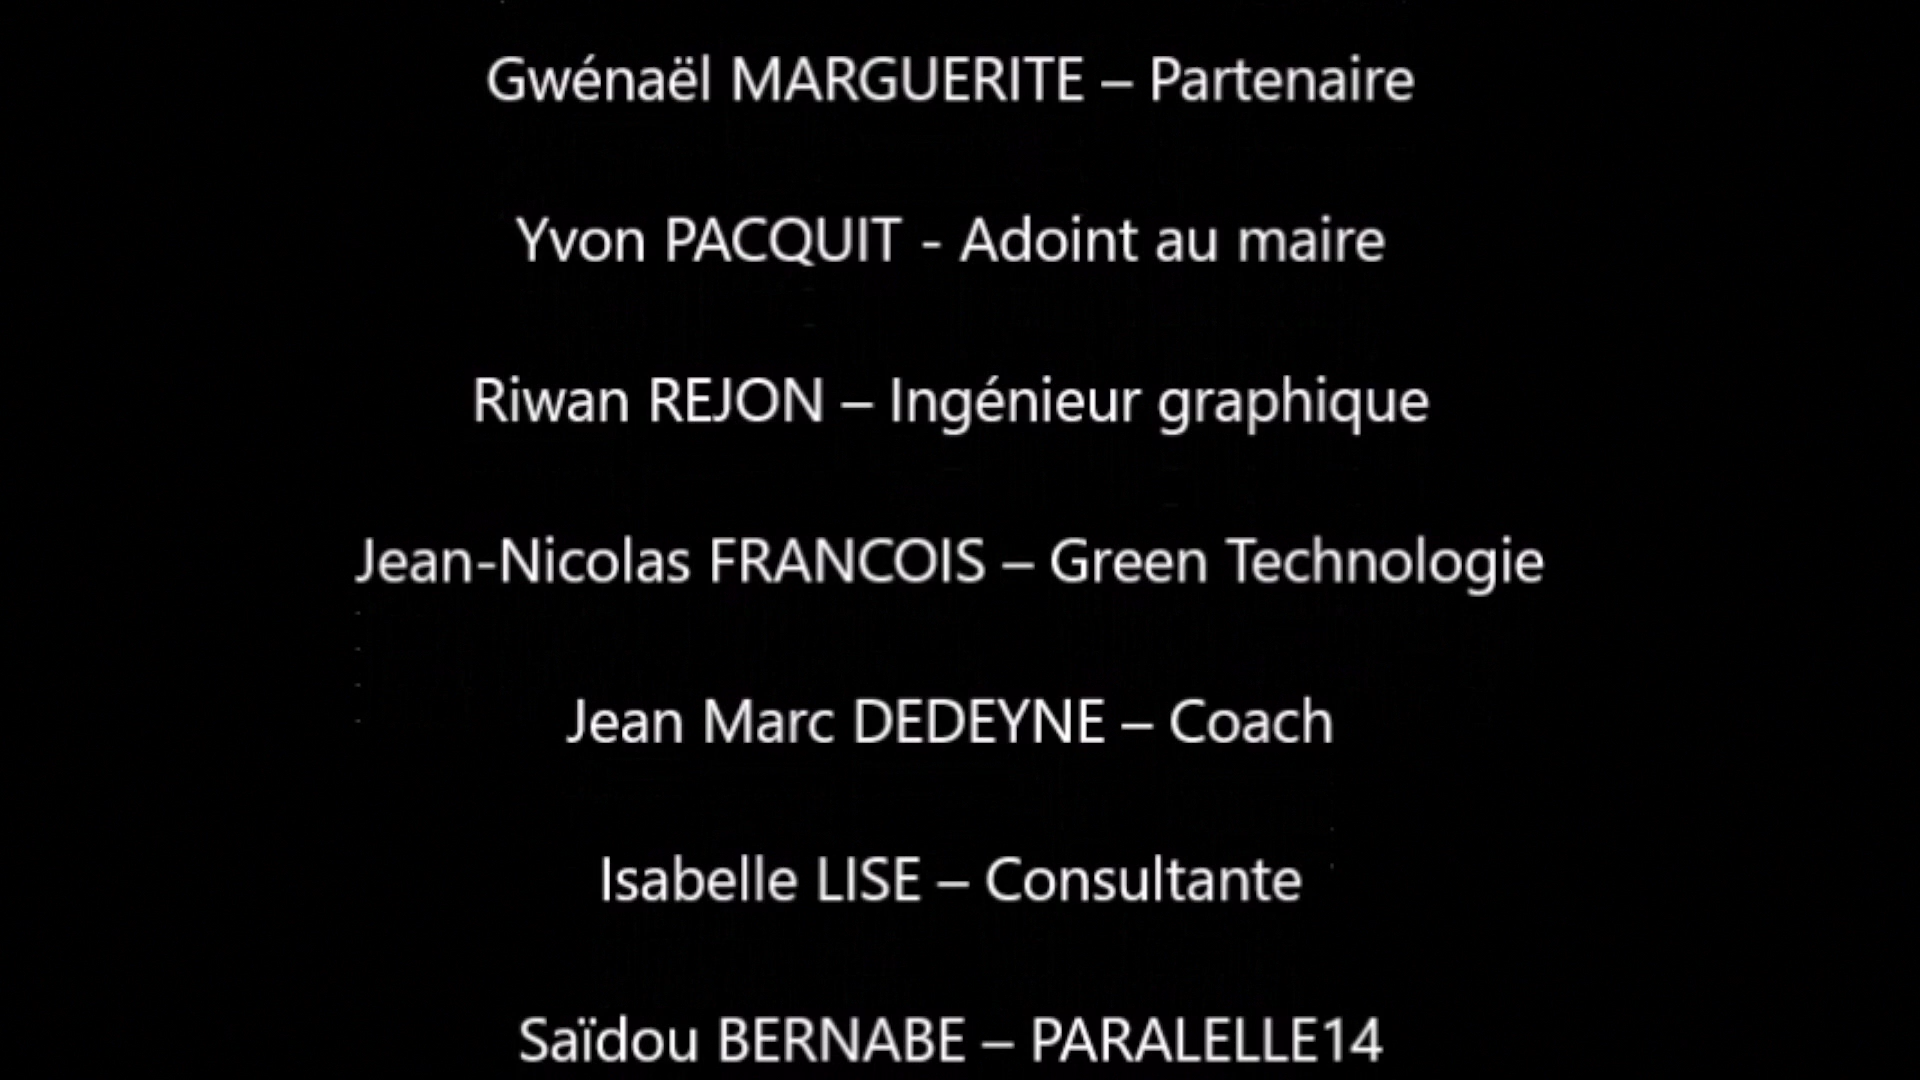 Gwénaël MARGUERITE – Partenaire
Yvon PACQUIT - Adoint au maire
Riwan REJON – Ingénieur graphique
Jean-Nicolas FRANCOIS – Green Technologie
Jean Marc DEDEYNE – Coach
Isabelle LISE – Consultante
Saïdou BERNABE – PARALELLE14